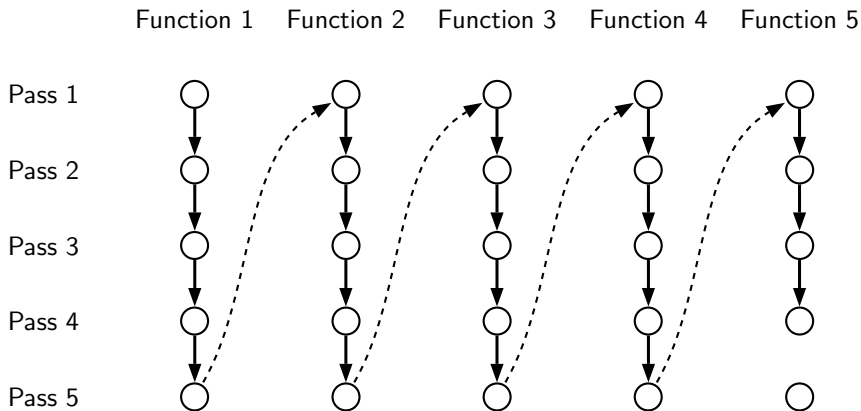 Function 1 Function 2 Function 3 Function 4 Function 5
Pass 1
Pass 2
Pass 3
Pass 4
Pass 5